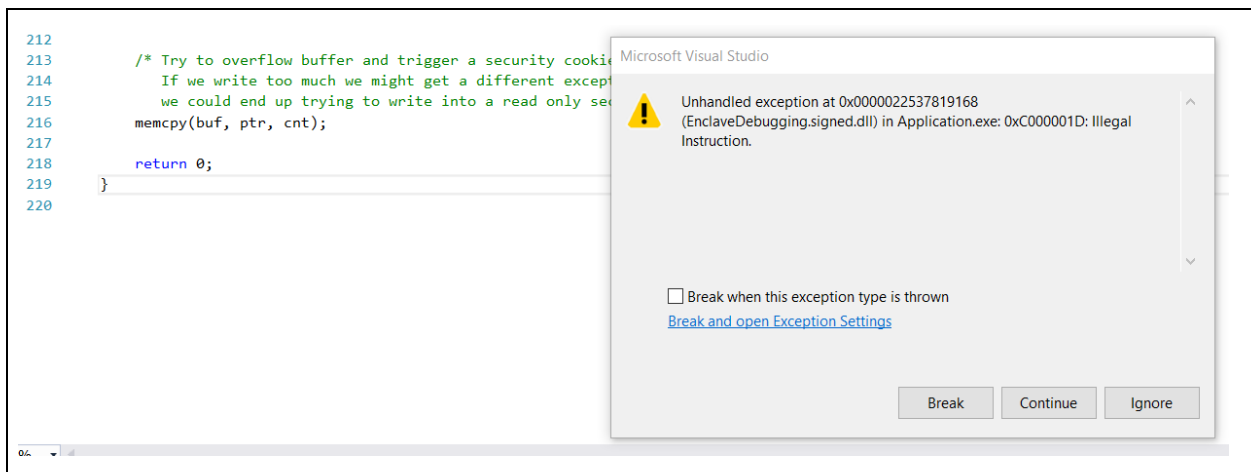 212
213 /* Try to overflow buffer and trigger a security cookie
214 If we write too much we might get a different except
215 we could end up trying to write into a read only sec
216 memcpy(buf, ptr, cnt);
217
218 return 0;
219 }
220
Microsoft Visual Studio
Unhandled exception at 0x0000022537819168
(EnclaveDebugging.signed.dll) in Application.exe: 0xC000001D: Illegal
Instruction.
Break when this exception type is thrown
Break and open Exception Settings
Break Continue Ignore
%